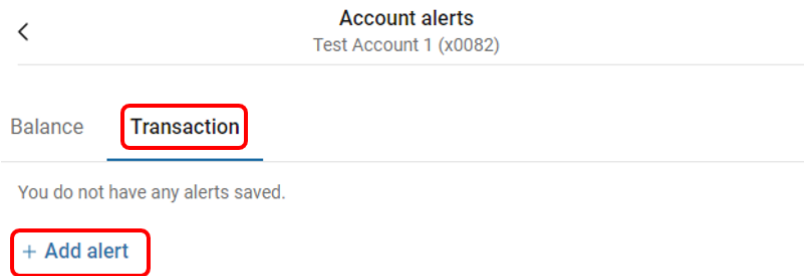 Account alerts
Test Account 1 (x0082)
Balance Transaction
You do not have any alerts saved.
+ Add alert